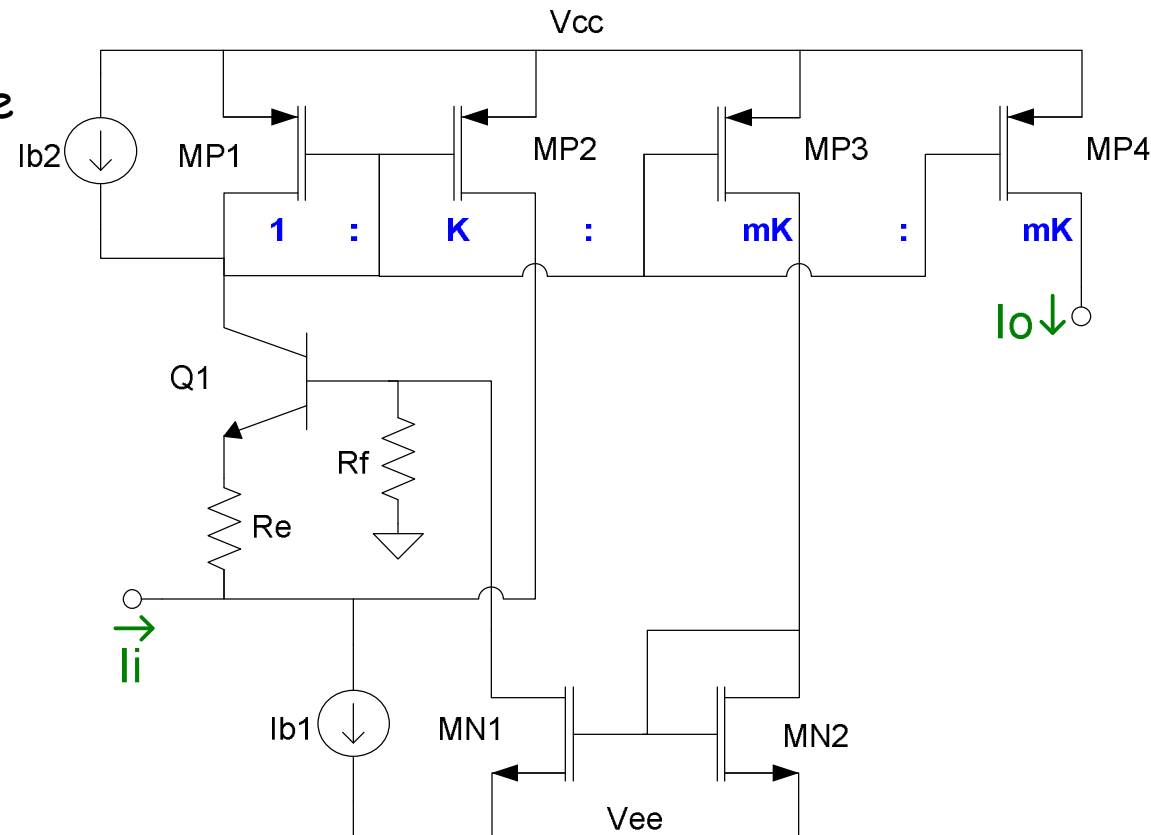 Vcc
Ib2
MP1
MP2
MP3
MP4
1 : K : mK : mK
Io
Q1
Rf
Re
Ii
Ib1
MN1
MN2
Vee